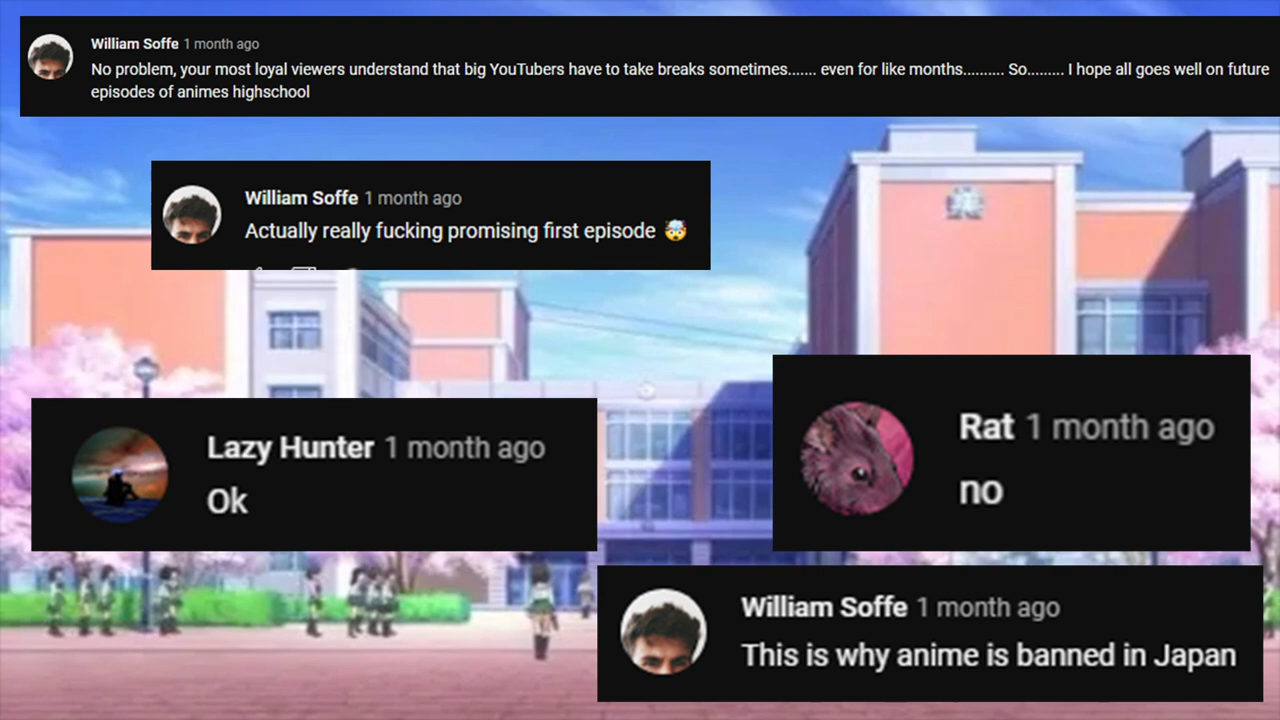 William Soffe 1 month ago
No problem, your most loyal viewers understand that big YouTubers have to take breaks sometimes....... even for like months.......... So......... I hope all goes well on future
episodes of animes highschool
William Soffe 1 month ago
Actually really fucking promising first episode 🤯
Lazy Hunter 1 month ago
Ok
Rat 1 month ago
no
William Soffe 1 month ago
This is why anime is banned in Japan